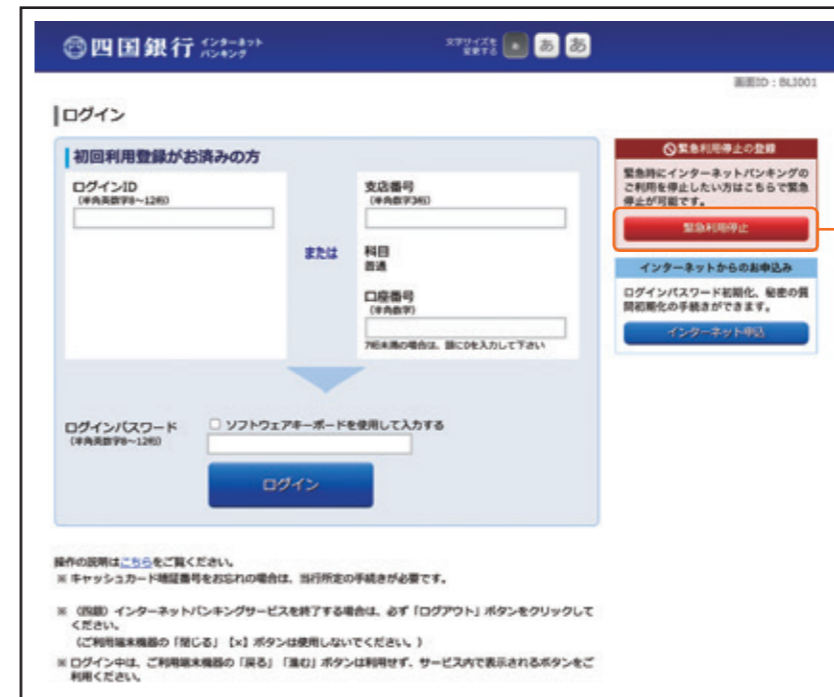 四国銀行 インターネット
バンキング
文字サイズを
変更する
あ あ あ
画面ID:BLI001
ログイン
初回利用登録がお済みの方
ログインID
(半角英数字8~12桁)
または
支店番号
(半角数字3桁)
科目
普通
口座番号
(半角数字)
7桁未満の場合は、頭に0を入力して下さい
ログインパスワード
(半角英数字8~12桁)
ソフトウェアキーボードを使用して入力する
ログイン
緊急利用停止の登録
緊急時にインターネットバンキングの
ご利用を停止したい方はこちらで緊急
停止が可能です。
緊急利用停止
インターネットからのお申込み
ログインパスワード初期化、秘密の質
問初期化の手続きができます。
インターネット申込
操作の説明はこちらをご覧ください。
※ キャッシュカード暗証番号をお忘れの場合は、当行所定の手続きが必要です。
※ (四銀)インターネットバンキングサービスを終了する場合は、必ず「ログアウト」ボタンをクリックして
ください。
(ご利用端末機器の「閉じる」【×】ボタンは使用しないでください。)
※ ログイン中は、ご利用端末機器の「戻る」「進む」ボタンは利用せず、サービス内で表示されるボタンをご
利用ください。